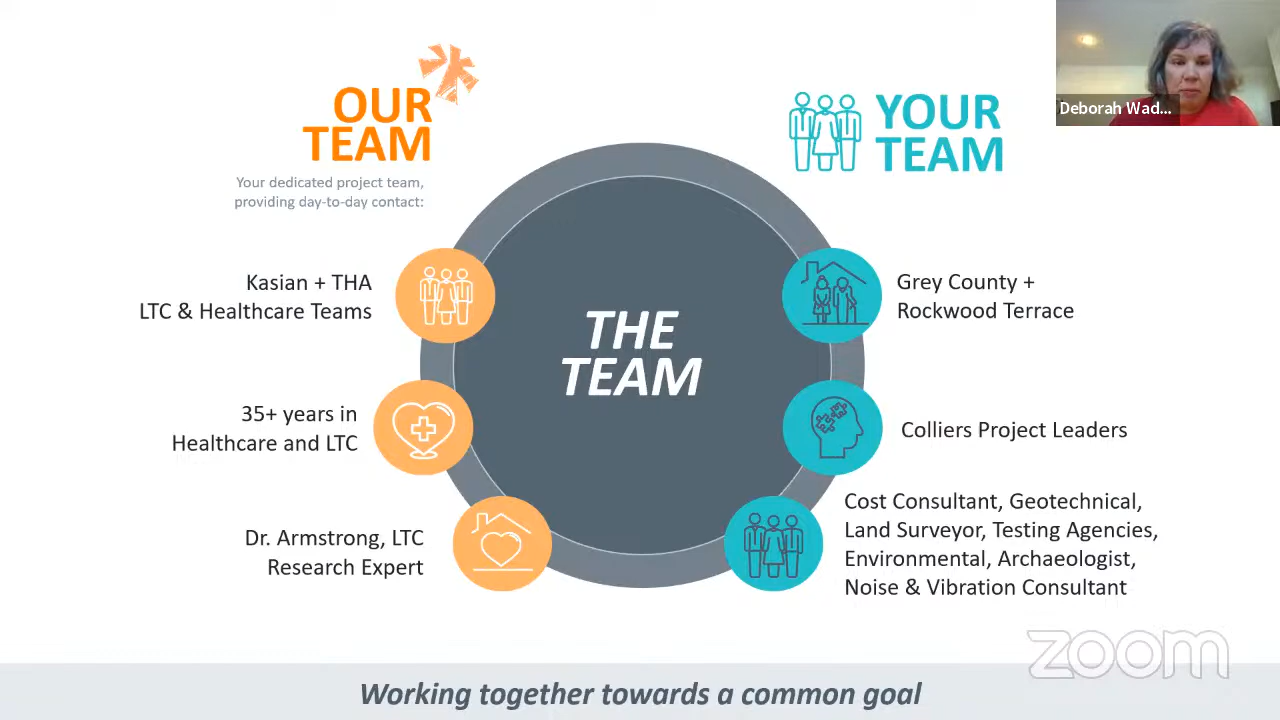 OUR
TEAM
Your dedicated project team,
providing day-to-day contact:
Kasian + THA
LTC & Healthcare Teams
35+ years in
Healthcare and LTC
Dr. Armstrong, LTC
Research Expert
THE
TEAM
YOUR
TEAM
Grey County +
Rockwood Terrace
Colliers Project Leaders
Cost Consultant, Geotechnical,
Land Surveyor, Testing Agencies,
Environmental, Archaeologist,
Noise & Vibration Consultant
Deborah Wad...
zoom
Working together towards a common goal